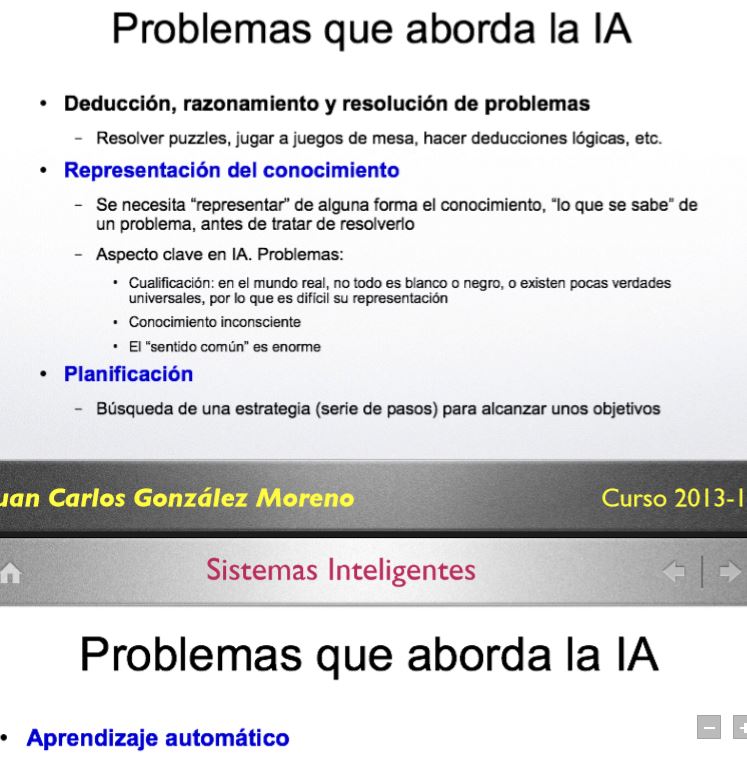 Problemas que aborda la IA
• Deducción, razonamiento y resolución de problemas
– Resolver puzzles, jugar a juegos de mesa, hacer deducciones lógicas, etc.
• Representación del conocimiento
– Se necesita “representar” de alguna forma el conocimiento, “lo que se sabe” de
un problema, antes de tratar de resolverlo
– Aspecto clave en IA. Problemas:
• Cualificación: en el mundo real, no todo es blanco o negro, o existen pocas verdades
universales, por lo que es difícil su representación
• Conocimiento inconsciente
• El “sentido común” es enorme
• Planificación
– Búsqueda de una estrategia (serie de pasos) para alcanzar unos objetivos
uan Carlos González Moreno
Curso 2013-1
Sistemas Inteligentes
Problemas que aborda la IA
• Aprendizaje automático